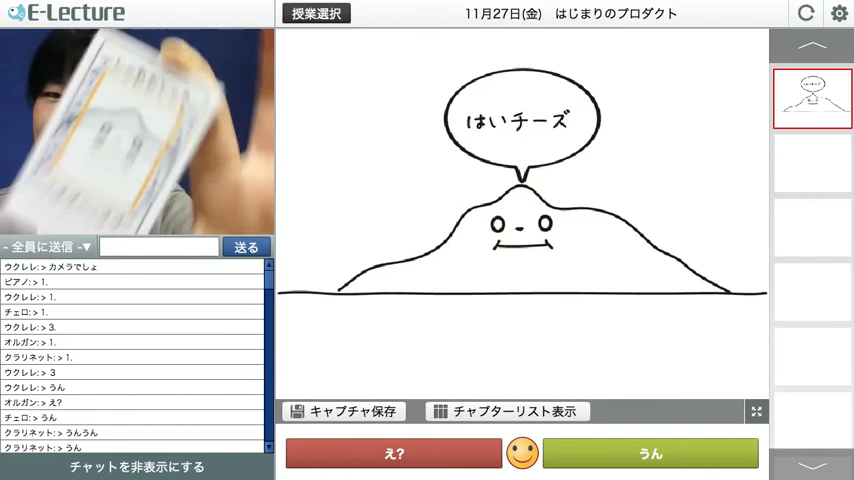 E-Lecture
授業選択
11月27日(金) はじまりのプロダクト
はいチーズ
- 全員に送信 -▼
送る
ウクレレ: > カメラでしょ
ピアノ: > 1.
ウクレレ: > 1.
チェロ: > 1.
ウクレレ: > 3.
オルガン: > 1.
クラリネット: > 1.
ウクレレ: > 3
ウクレレ: > うん
オルガン: > え?
チェロ: > うん
クラリネット: > うんうん
クラリネット: > うん
チャットを非表示にする
キャプチャ保存
チャプターリスト表示
え?
うん